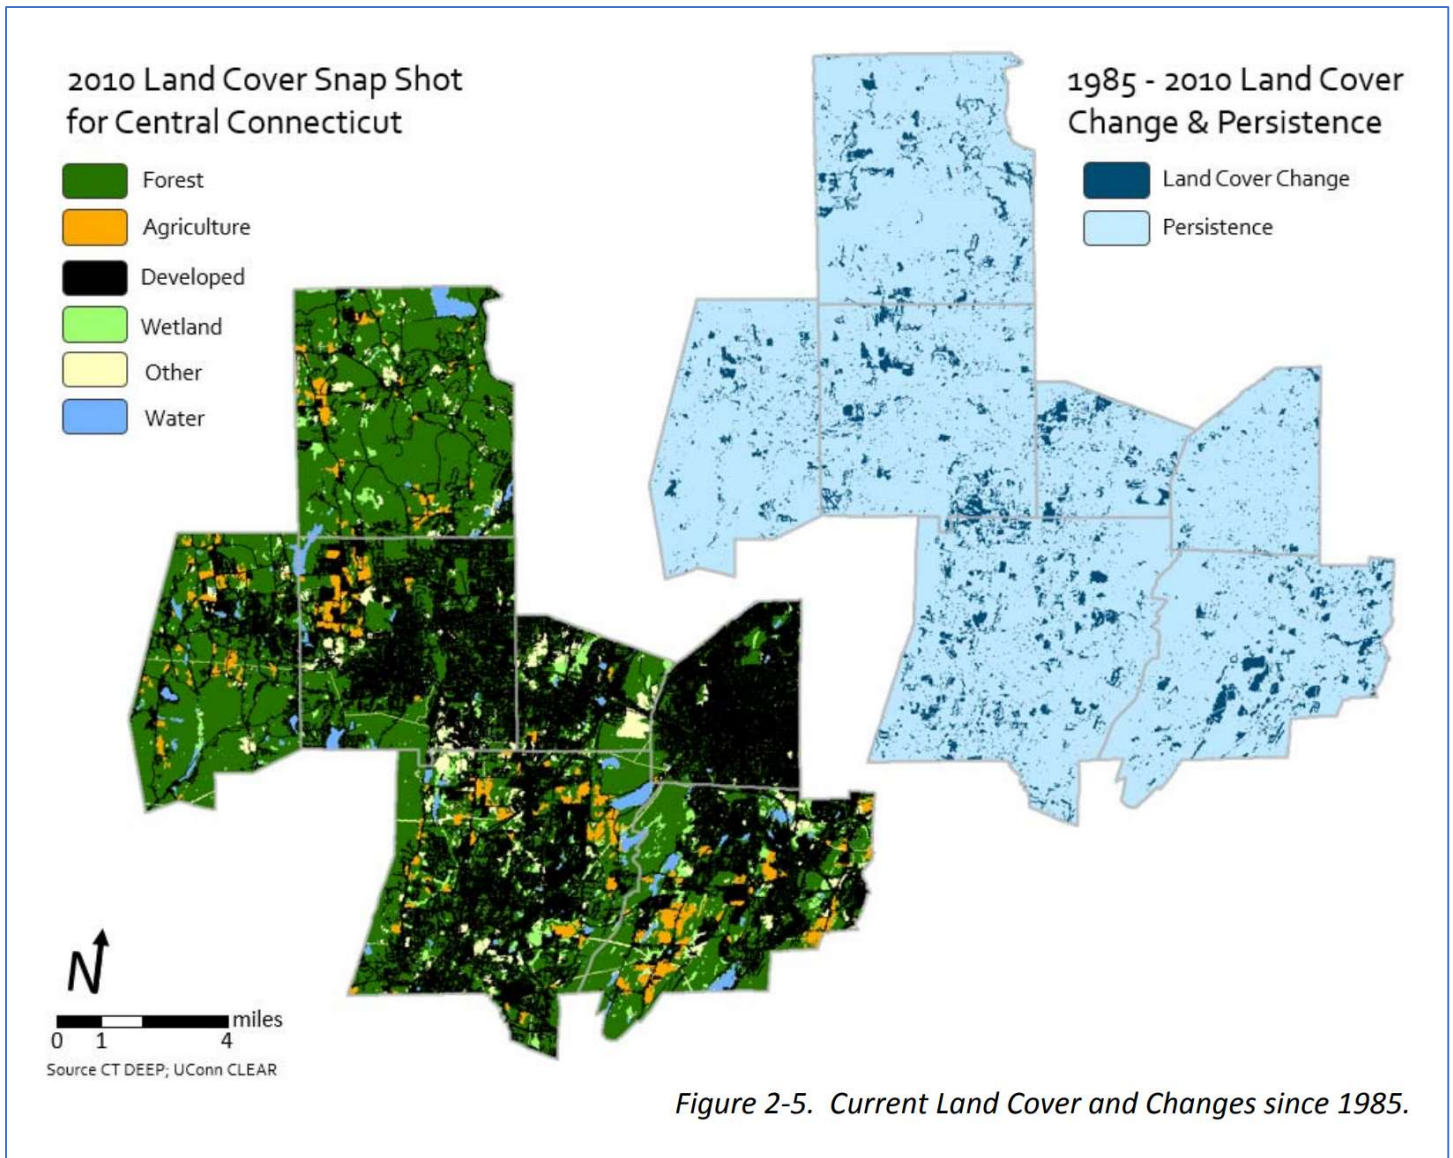 2010 Land Cover Snap Shot
for Central Connecticut
Forest
Agriculture
Developed
Wetland
Other
Water
1985 - 2010 Land Cover
Change & Persistence
Land Cover Change
Persistence
N
miles
0 1 4
Source CT DEEP; UConn CLEAR
Figure 2-5. Current Land Cover and Changes since 1985.